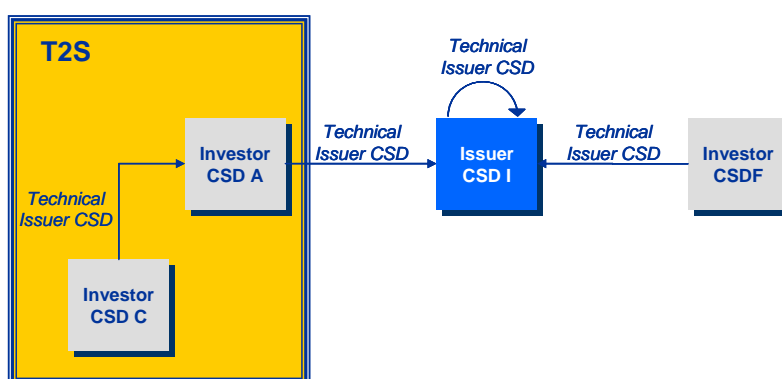 T2S
Technical
Issuer CSD
Technical
Issuer CSD
Technical
Issuer CSD
Investor
CSD A
Issuer
CSD I
Investor
CSDF
Technical
Issuer CSD
Investor
CSD C